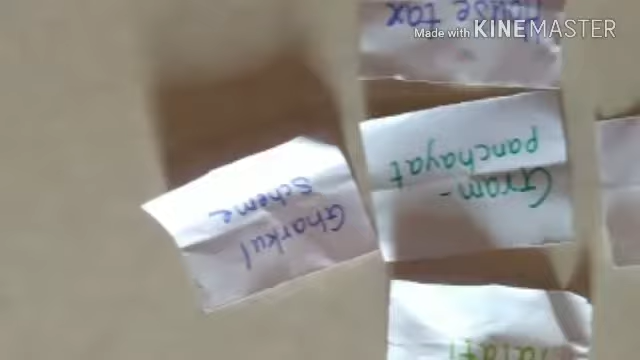 Made with KINEMASTER
House tax
Gram-
panchayat
Gharkul
scheme